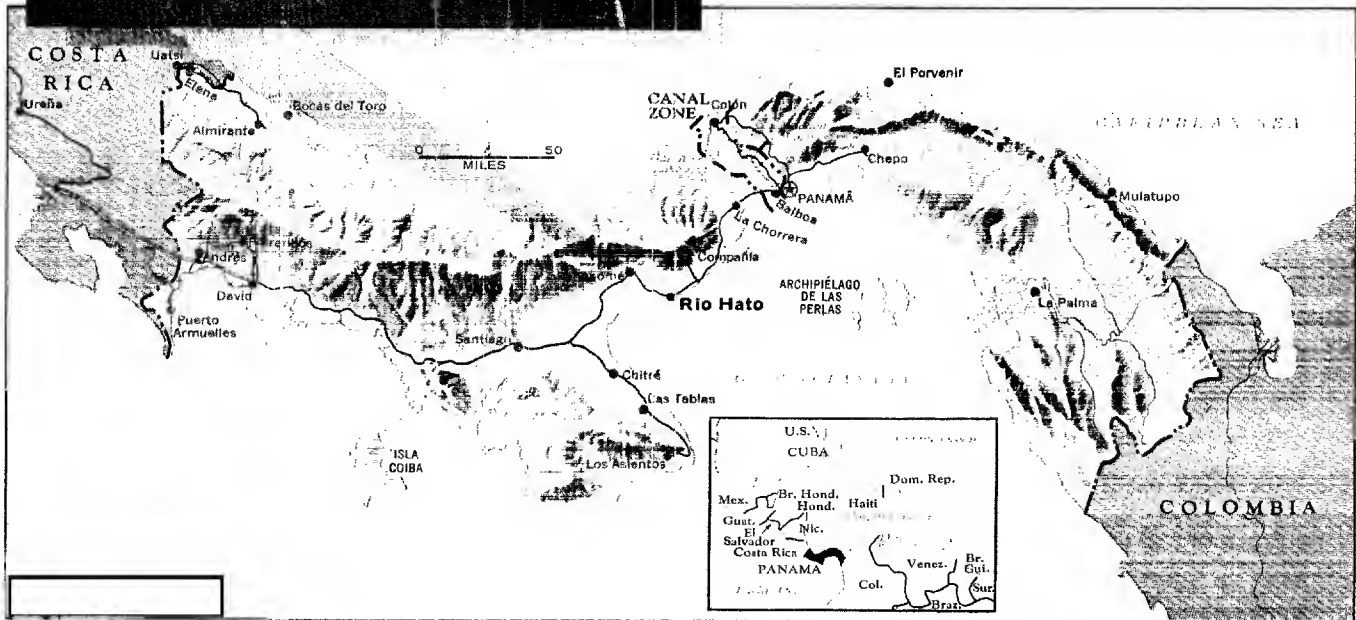 COSTA
RICA
Ureña
Elena
Almirante
Bocas del Toro
0 50
MILES
CANAL
ZONE
Colón
El Porvenir
Chepo
PANAMÁ
Balboa
La Chorrera
Mulatupo
David
Puerto
Armuelles
Compañía
Rio Hato
ARCHIPIÉLAGO
DE LAS
PERLAS
La Palma
Santiago
Chitré
Las Tablas
Los Asientos
ISLA
COIBA
COLOMBIA
U.S.
CUBA
Dom. Rep.
Mex.
Br. Hond.
Hond.
Haiti
Guat.
El
Salvador
Nic.
Costa Rica
PANAMA
Col.
Venez.
Br.
Gui.
Sur.
Braz.